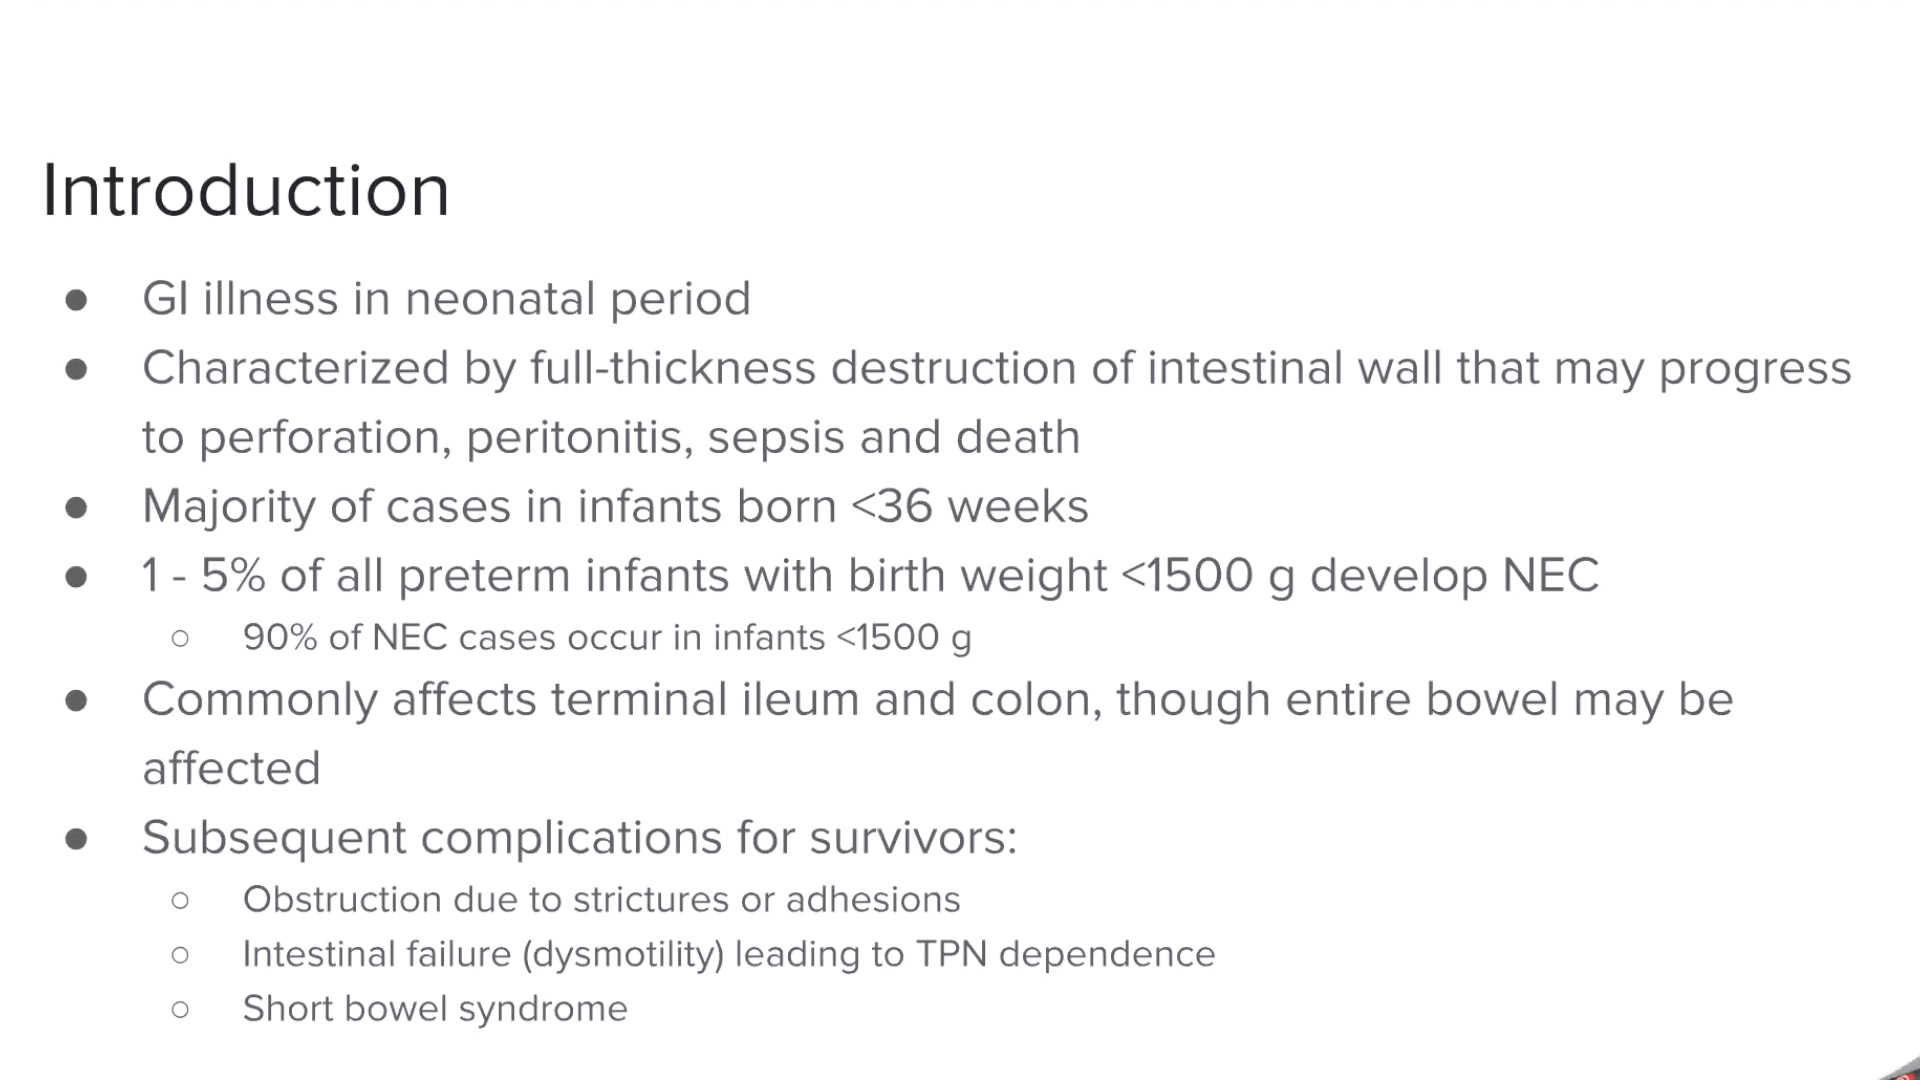 Introduction
● GI illness in neonatal period
● Characterized by full-thickness destruction of intestinal wall that may progress
to perforation, peritonitis, sepsis and death
● Majority of cases in infants born <36 weeks
● 1 - 5% of all preterm infants with birth weight <1500 g develop NEC
○ 90% of NEC cases occur in infants <1500 g
● Commonly affects terminal ileum and colon, though entire bowel may be
affected
● Subsequent complications for survivors:
○ Obstruction due to strictures or adhesions
○ Intestinal failure (dysmotility) leading to TPN dependence
○ Short bowel syndrome